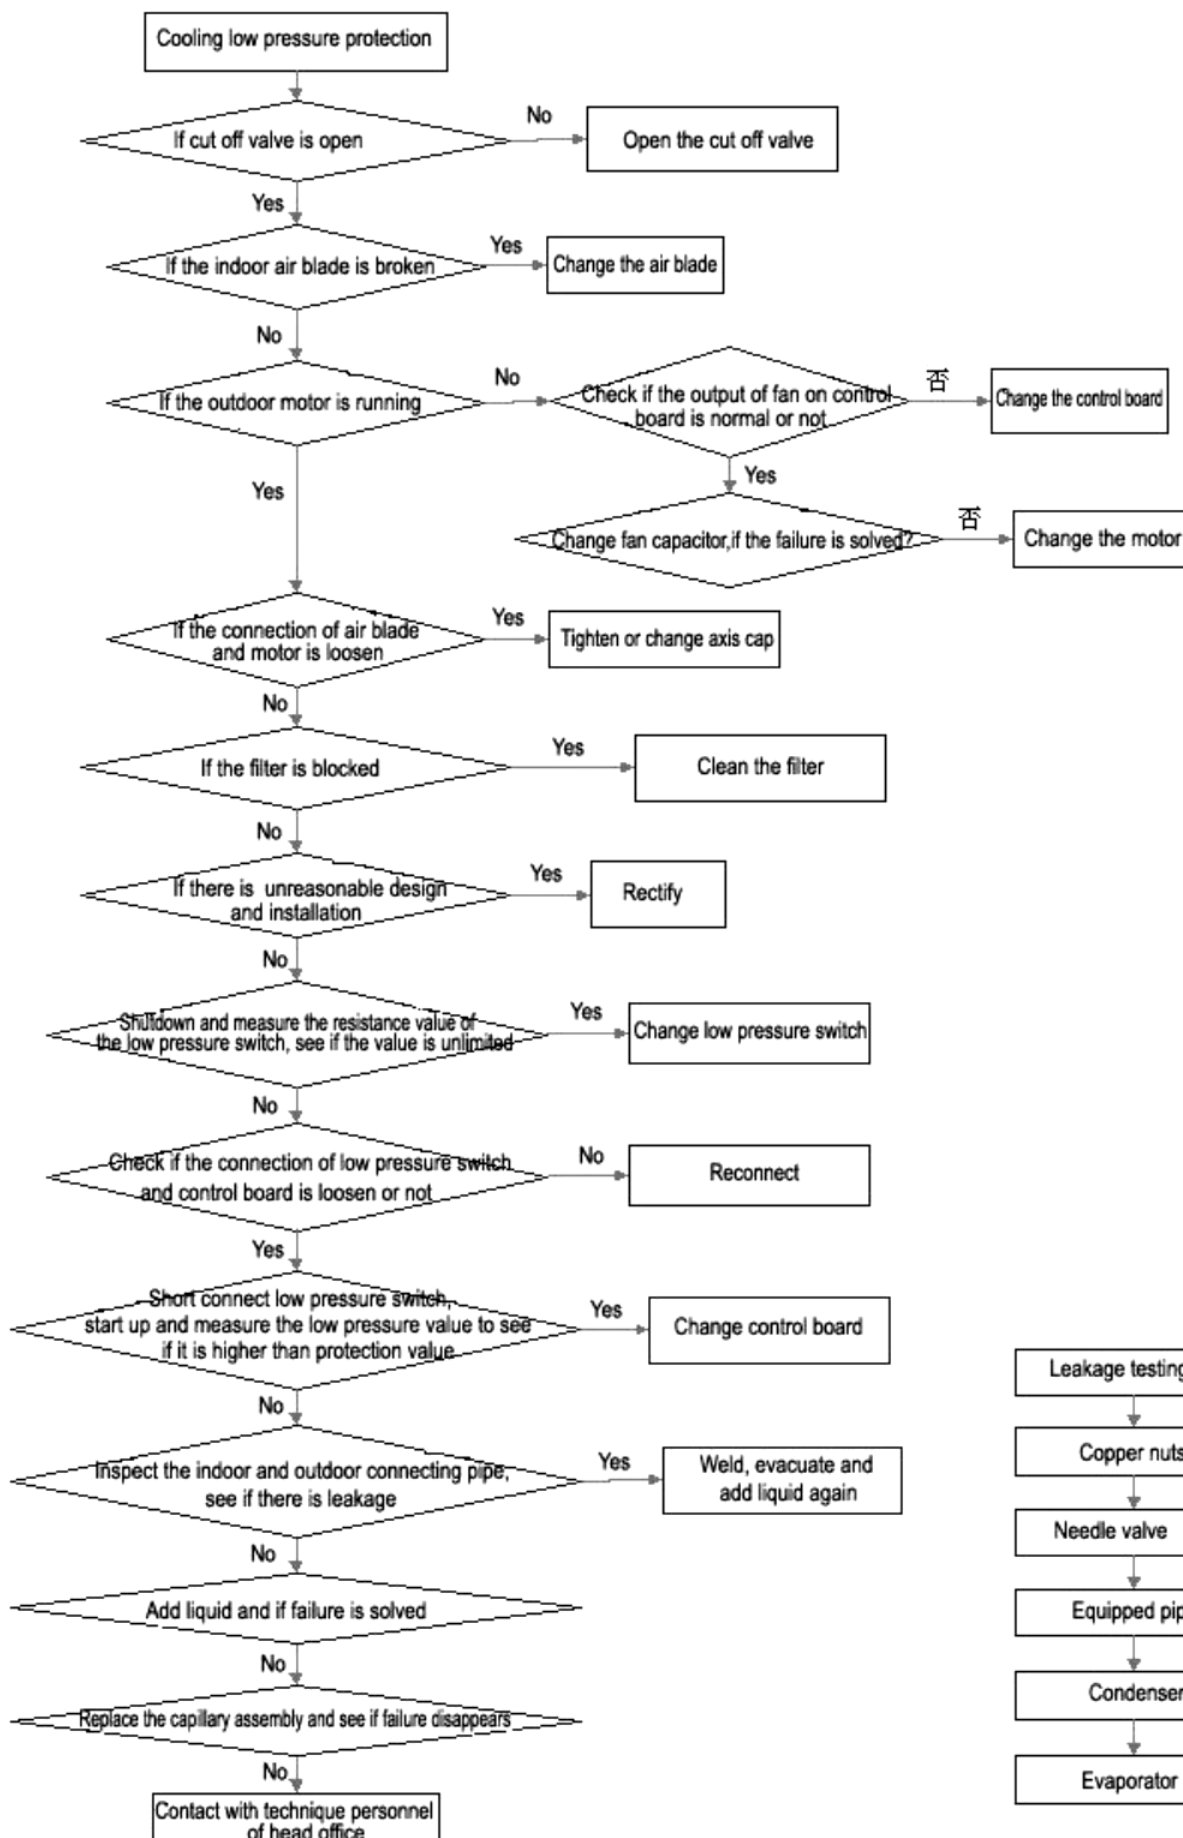 Cooling low pressure protection
If cut off valve is open
No
Open the cut off valve
Yes
If the indoor air blade is broken
Yes
Change the air blade
No
If the outdoor motor is running
No
Check if the output of fan on control
board is normal or not
否
Change the control board
Yes
Yes
Change fan capacitor,if the failure is solved?
否
Change the motor
If the connection of air blade
and motor is loosen
Yes
Tighten or change axis cap
No
If the filter is blocked
Yes
Clean the filter
No
If there is unreasonable design
and installation
Yes
Rectify
No
Shutdown and measure the resistance value of
the low pressure switch, see if the value is unlimited
Yes
Change low pressure switch
No
Check if the connection of low pressure switch
and control board is loosen or not
No
Reconnect
Yes
Short connect low pressure switch,
start up and measure the low pressure value to see
if it is higher than protection value
Yes
Change control board
No
Inspect the indoor and outdoor connecting pipe,
see if there is leakage
Yes
Weld, evacuate and
add liquid again
No
Add liquid and if failure is solved
No
Replace the capillary assembly and see if failure disappears
No
Contact with technique personnel
of head office
Leakage testing
Copper nuts
Needle valve
Equipped pip
Condenser
Evaporator